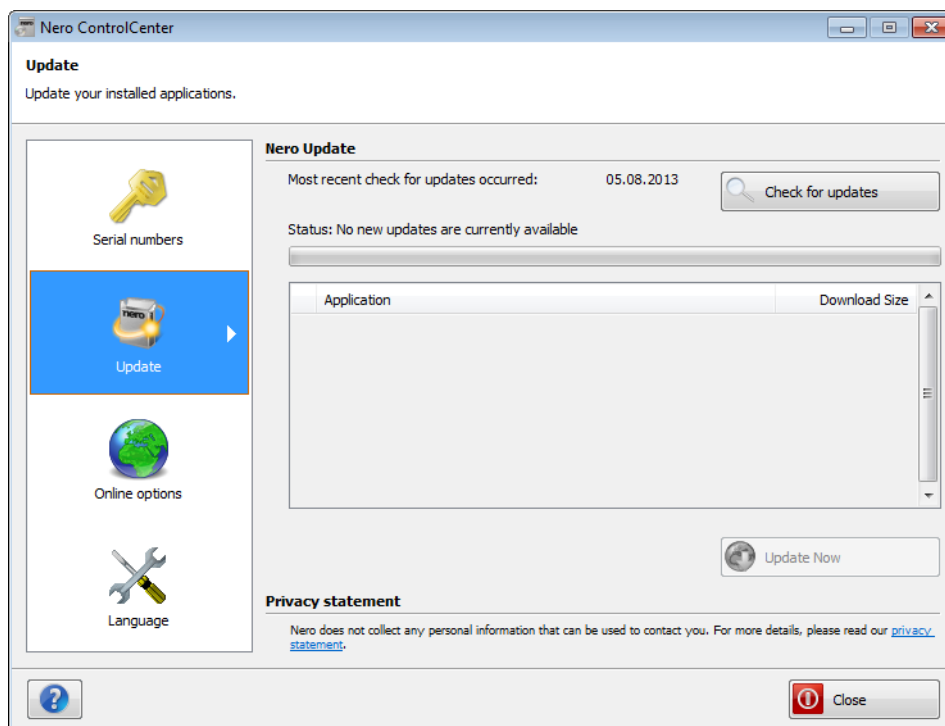 Nero ControlCenter
Update
Update your installed applications.
Serial numbers
nero
Update
Online options
Language
Nero Update
Most recent check for updates occurred: 05.08.2013
Check for updates
Status: No new updates are currently available
Application Download Size
Update Now
Privacy statement
Nero does not collect any personal information that can be used to contact you. For more details, please read our privacy
statement.
?
Close